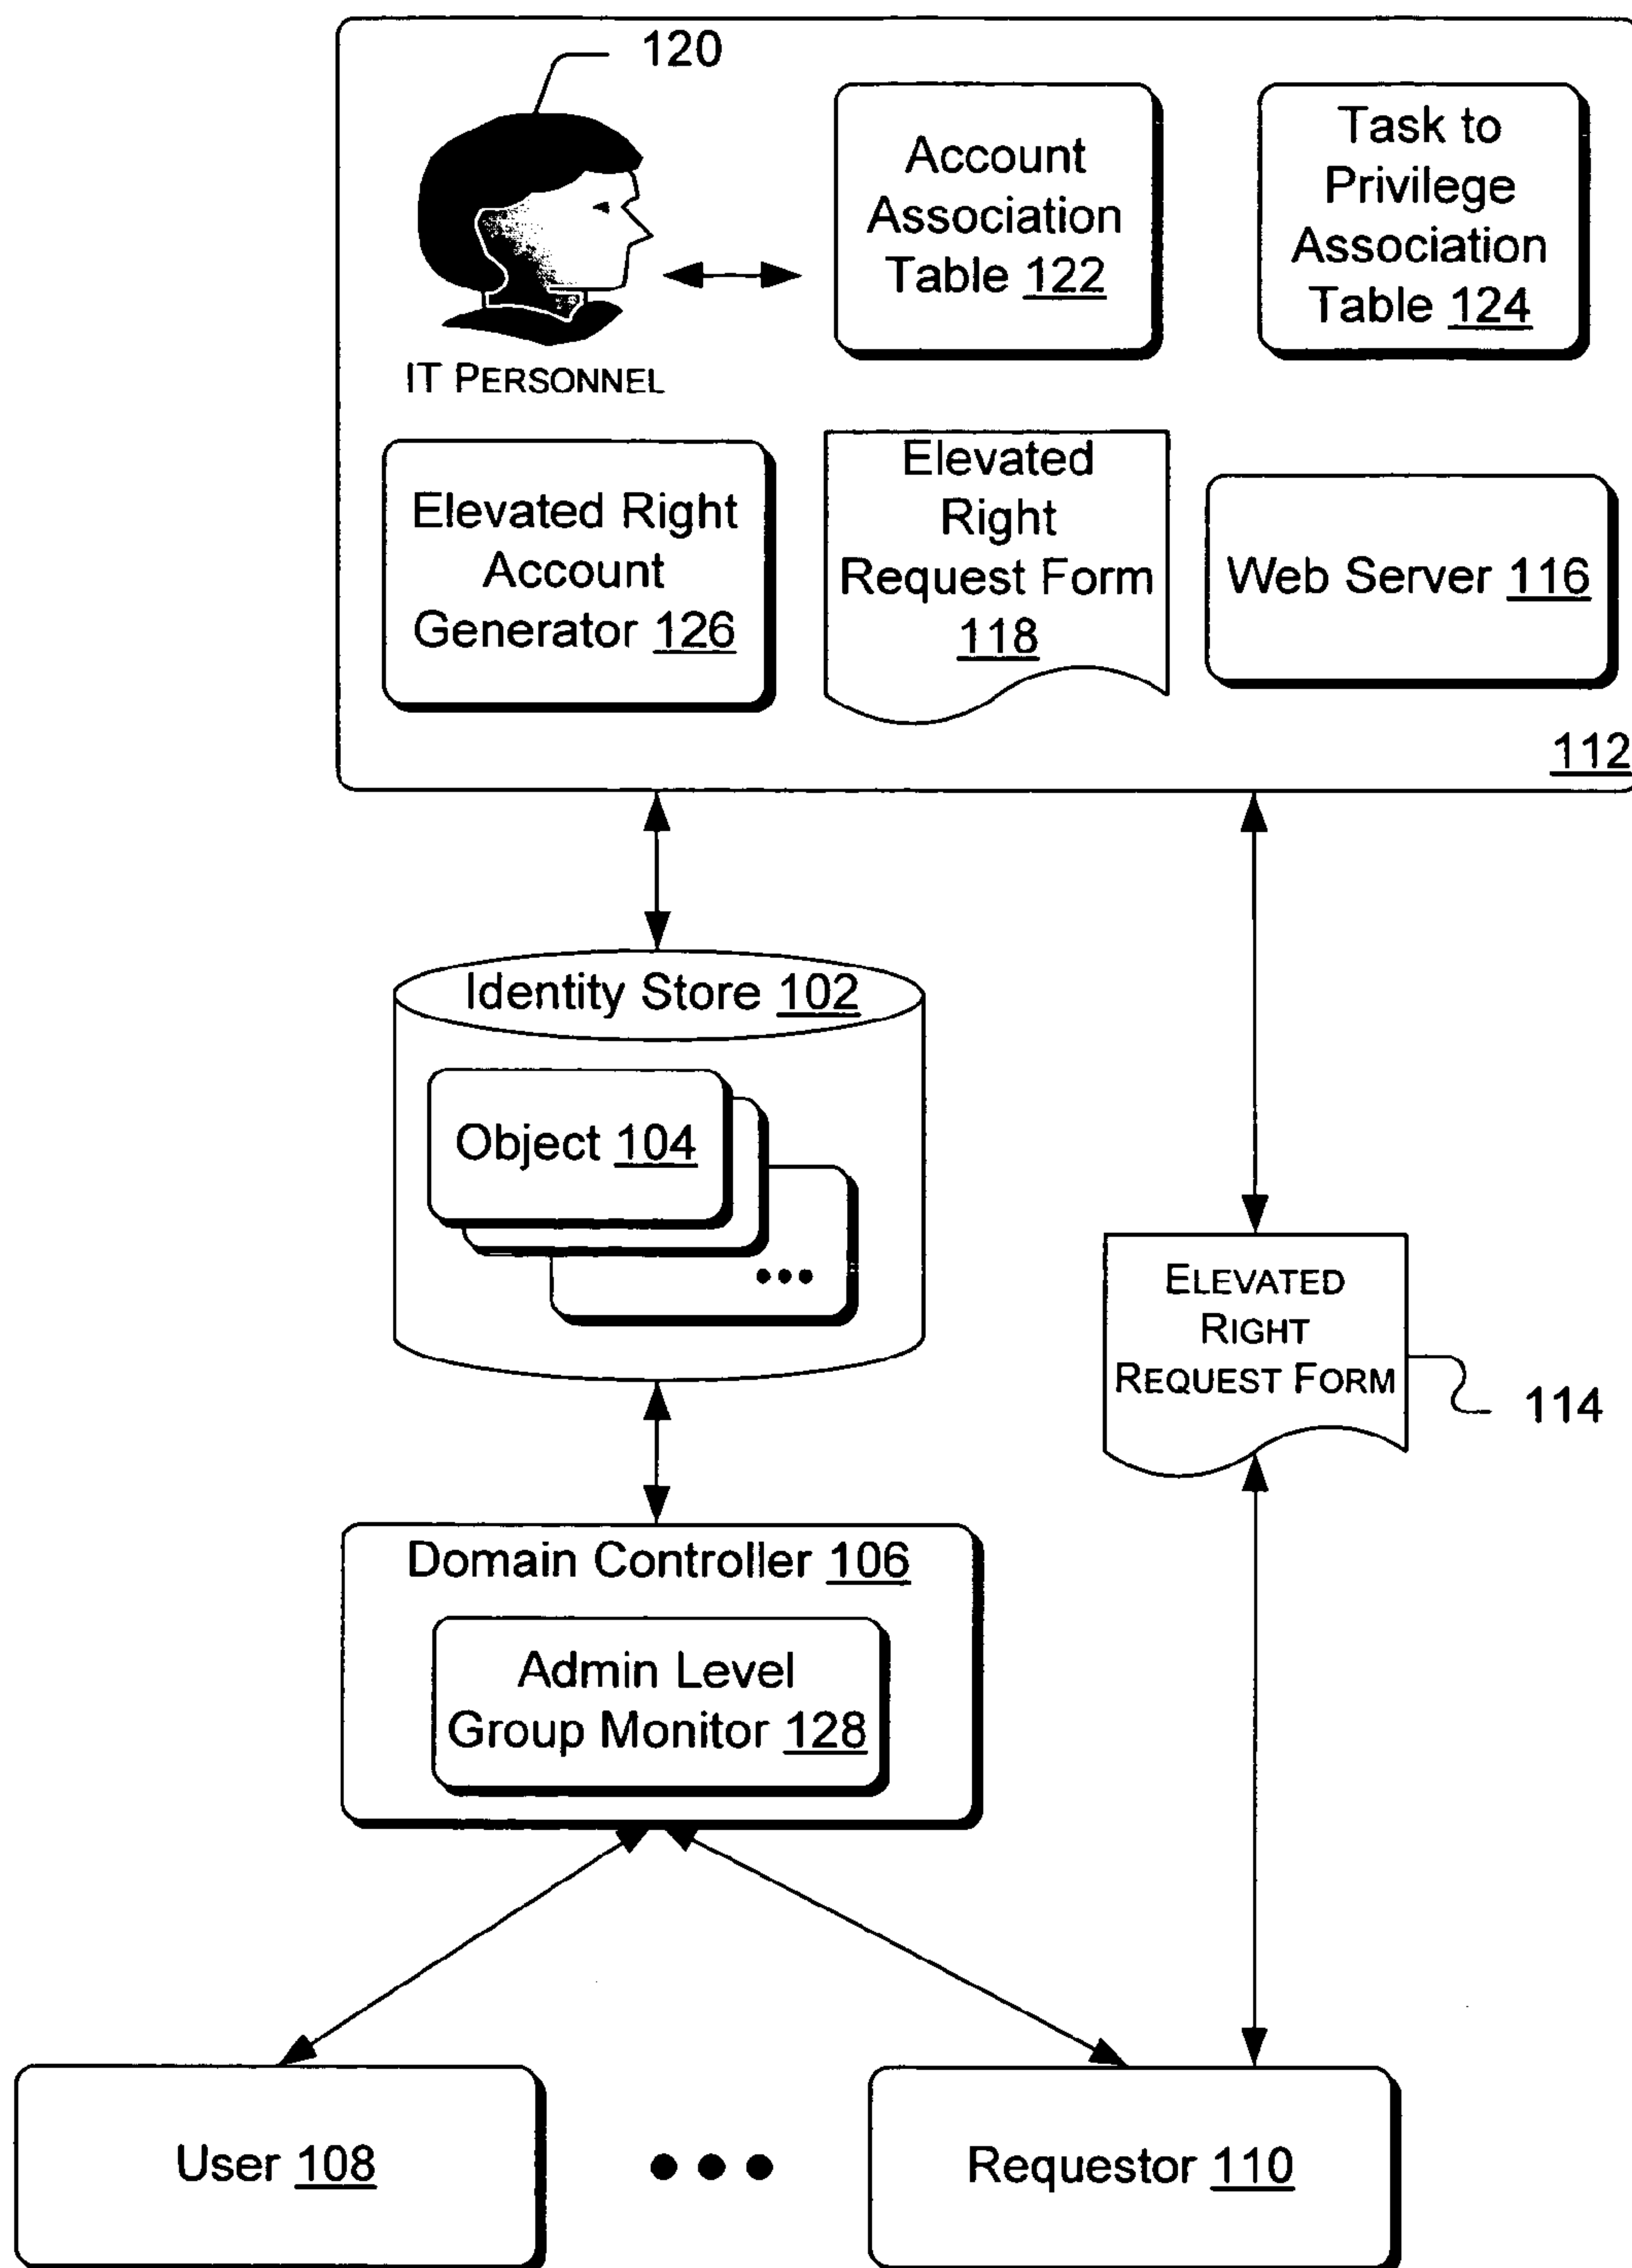 120
Account
Association
Table 122
Task to
Privilege
Association
Table 124
IT PERSONNEL
Elevated Right
Account
Generator 126
Elevated
Right
Request Form
118
Web Server 116
112
Identity Store 102
Object 104
•••
ELEVATED
RIGHT
REQUEST FORM
114
Domain Controller 106
Admin Level
Group Monitor 128
User 108
•••
Requestor 110